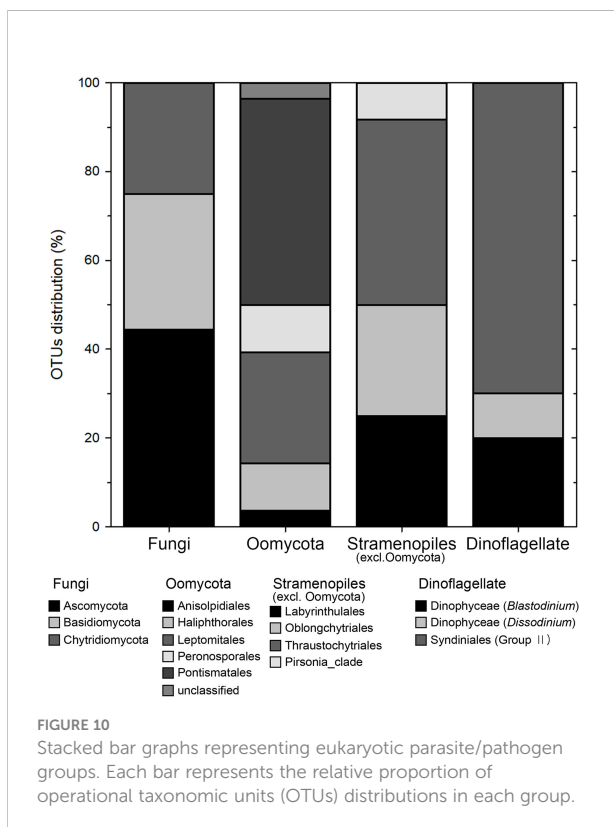 100
80
60
40
20
0
OTUs distribution (%)
Fungi Oomycota Stramenopiles Dinoflagellate
(excl.Oomycota)
Fungi
Ascomycota
Basidiomycota
Chytridiomycota
Oomycota
Anisolpidiales
Haliphthorales
Leptomitales
Peronosporales
Pontismatales
unclassified
Stramenopiles
(excl. Oomycota)
Labyrinthulales
Oblongchytriales
Thraustochytriales
Pirsonia_clade
Dinoflagellate
Dinophyceae (Blastodinium)
Dinophyceae (Dissodinium)
Syndiniales (Group Ⅱ)
FIGURE 10
Stacked bar graphs representing eukaryotic parasite/pathogen
groups. Each bar represents the relative proportion of
operational taxonomic units (OTUs) distributions in each group.